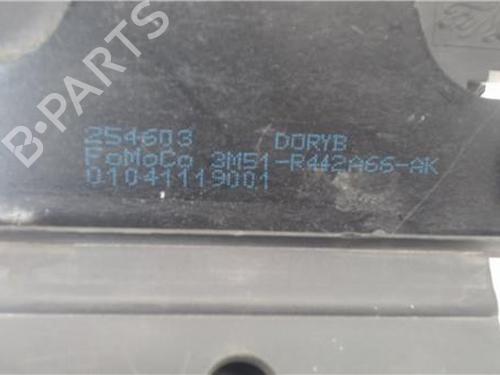 B-PARTS
254603 DORYB
FoMoCo 3M51-R442A66-AK
01041119001